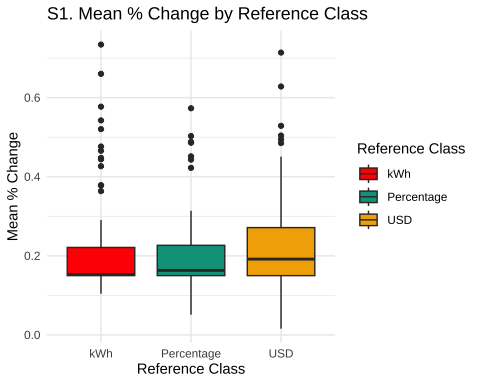 S1. Mean % Change by Reference Class
Mean % Change
0.6
0.4
0.2
0.0
kWh
Percentage
USD
Reference Class
Reference Class
kWh
Percentage
USD